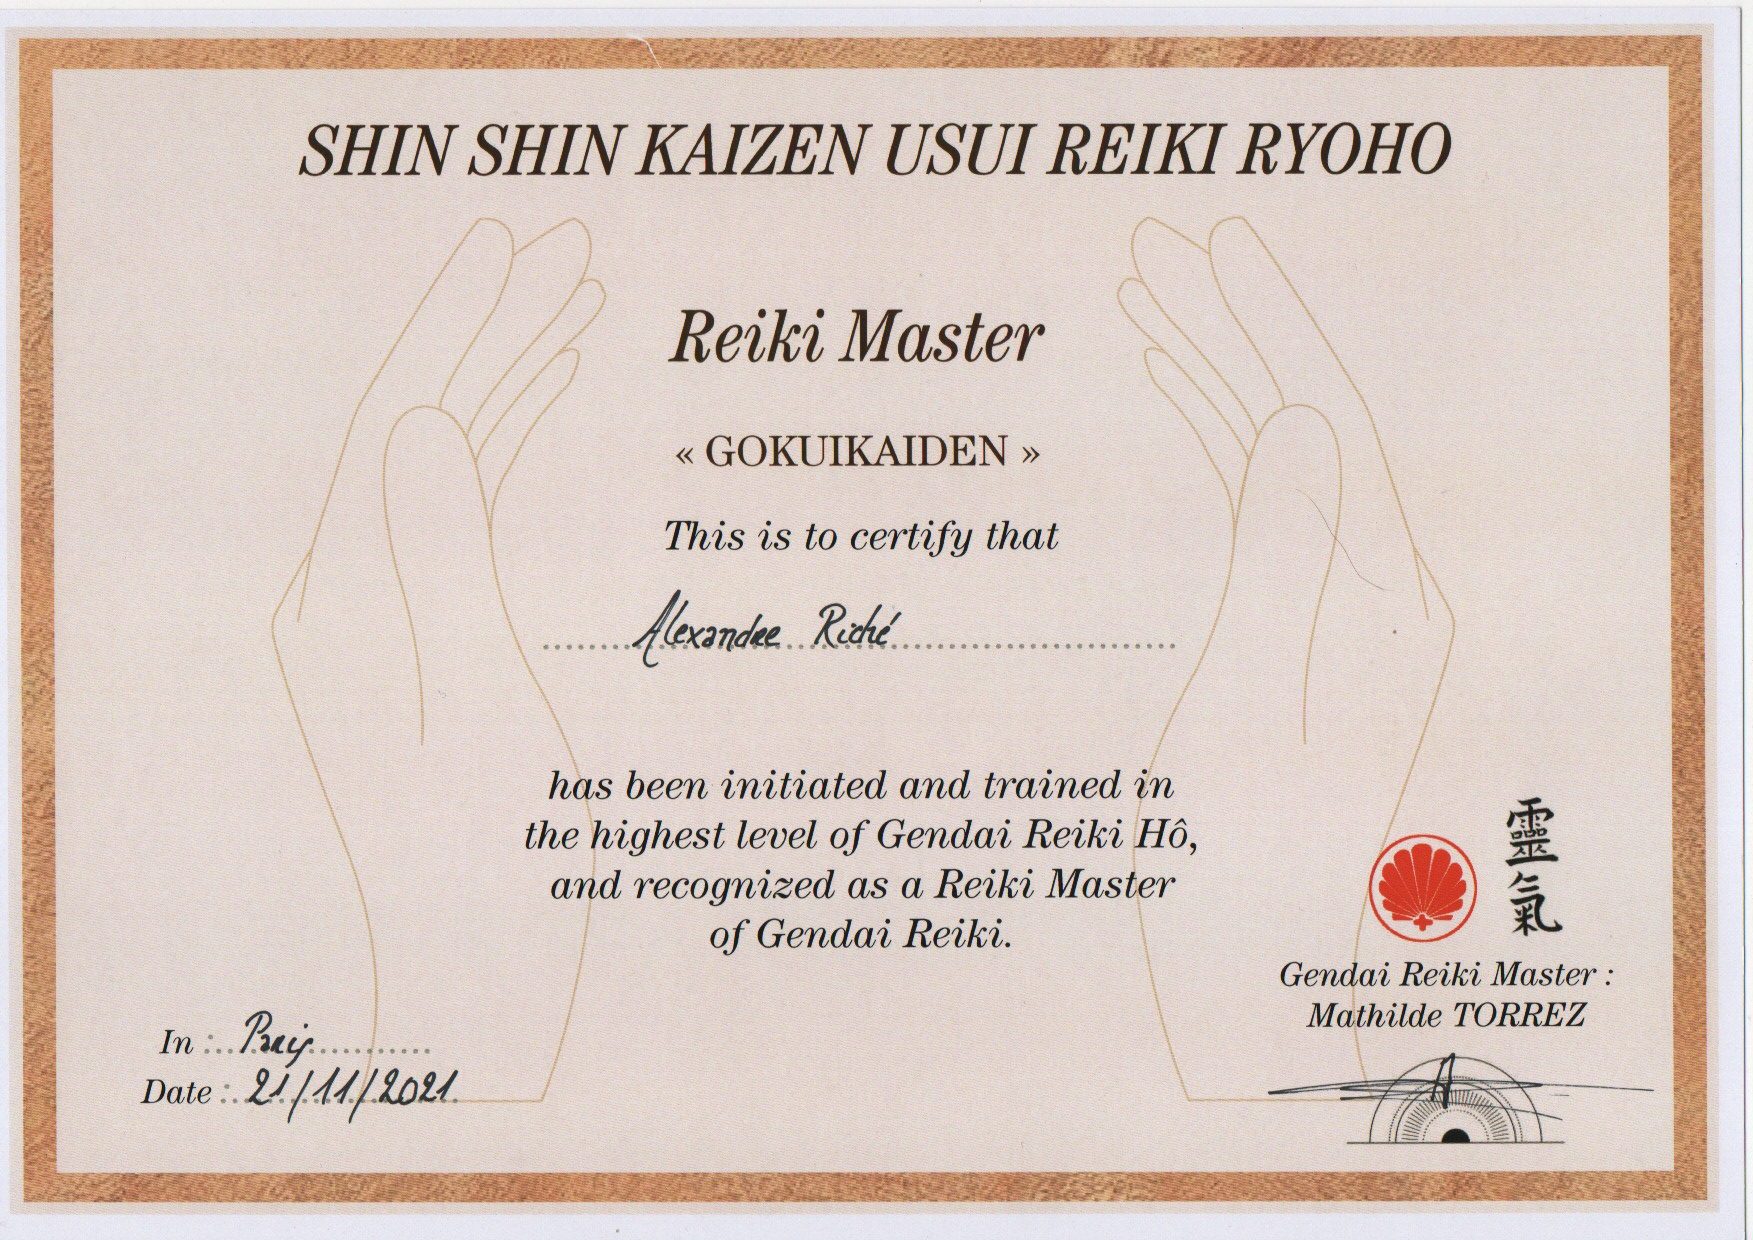 SHIN SHIN KAIZEN USUI REIKI RYOHO
Reiki Master
« GOKUIKAIDEN »
This is to certify that
Alexandre Riché
has been initiated and trained in
the highest level of Gendai Reiki Hô,
and recognized as a Reiki Master
of Gendai Reiki.
靈氣
Gendai Reiki Master :
Mathilde TORREZ
In : Paris
Date : 21/11/2021